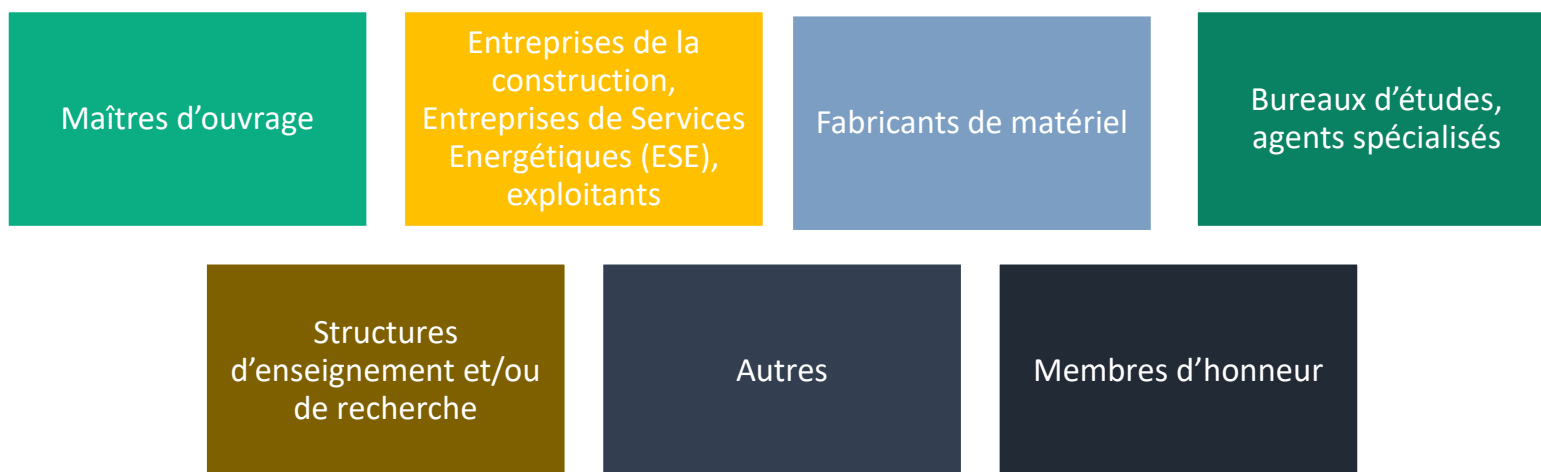 Maîtres d’ouvrage
Entreprises de la
construction,
Entreprises de Services
Energétiques (ESE),
exploitants
Fabricants de matériel
Bureaux d’études,
agents spécialisés
Structures
d’enseignement et/ou
de recherche
Autres
Membres d’honneur